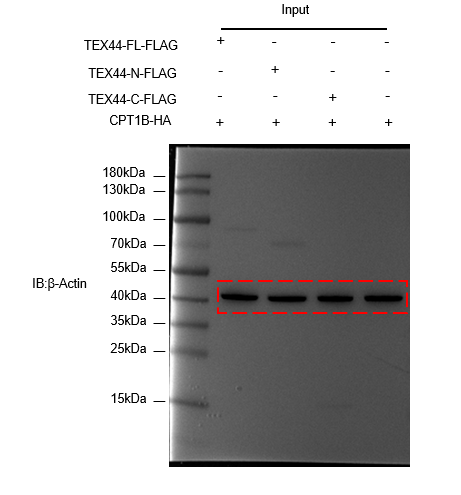 Input
TEX44-FL-FLAG + - - -
TEX44-N-FLAG - + - -
TEX44-C-FLAG - - + -
CPT1B-HA + + + +
180kDa
130kDa
100kDa
70kDa
55kDa
IB:β-Actin
40kDa
35kDa
25kDa
15kDa